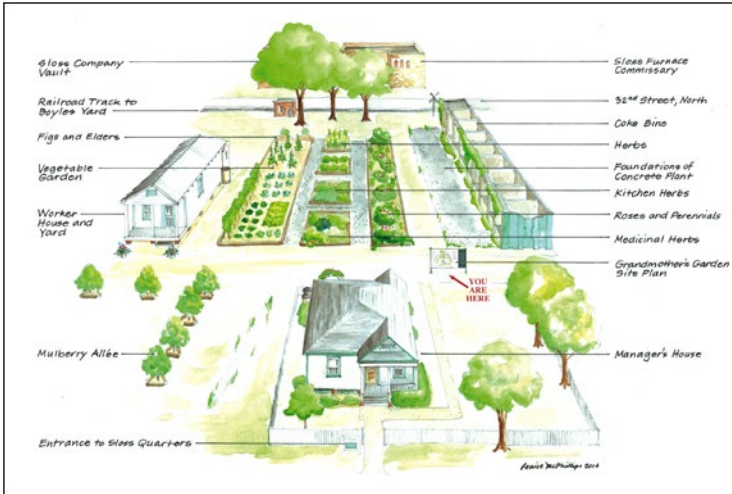 Sloss Company
Vault
Railroad Track to
Boyles Yard
Figs and Elders
Vegetable
Garden
Worker
House and
Yard
Mulberry Allée
Entrance to Sloss Quarters
Sloss Furnace
Commissary
32nd Street, North
Coke Bins
Herbs
Foundations of
Concrete Plant
Kitchen Herbs
Roses and Perennials
Medicinal Herbs
Grandmother's Garden
Site Plan
YOU
ARE
HERE
Manager's House